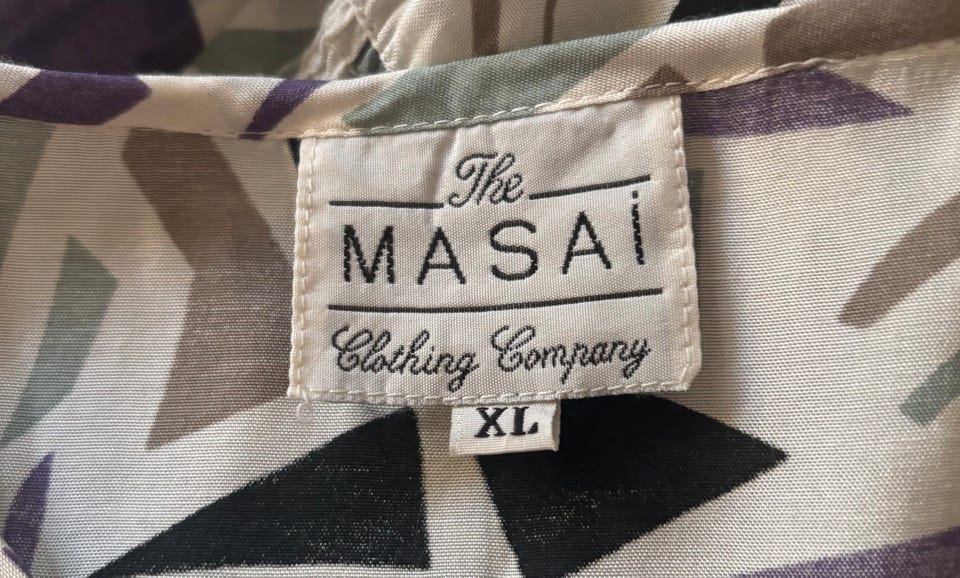 The
MASAi
Clothing Company
XL